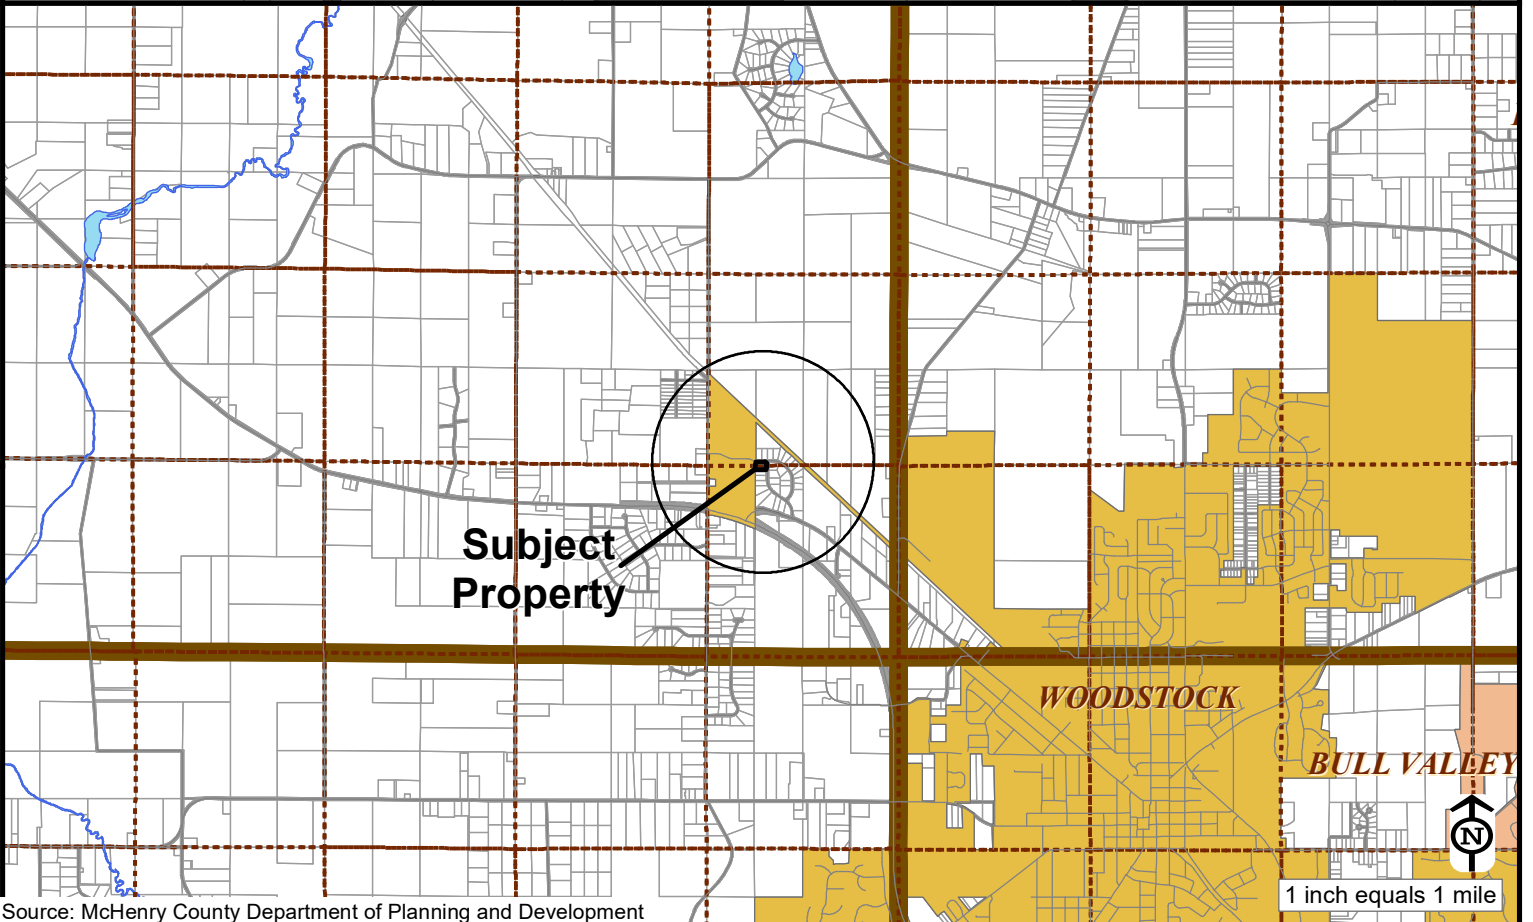 Subject
Property
WOODSTOCK
BULL VALLEY
N
1 inch equals 1 mile
Source: McHenry County Department of Planning and Development